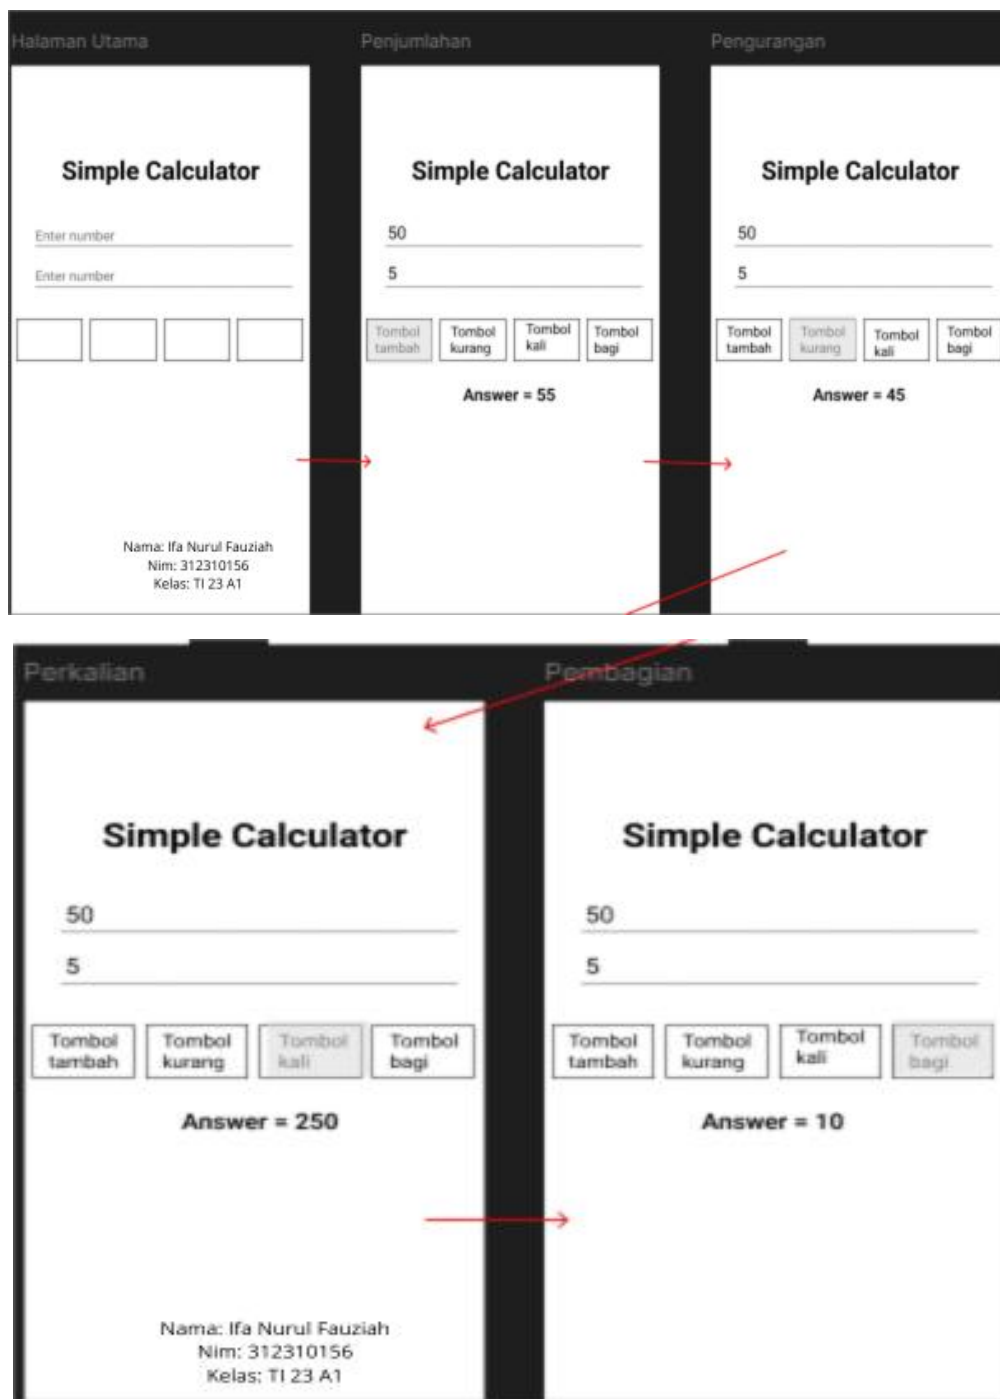 Halaman Utama
Simple Calculator
Enter number
Enter number
Nama: Ifa Nurul Fauziah
Nim: 312310156
Kelas: TI 23 A1
Penjumlahan
Simple Calculator
50
5
Tombol tambah
Tombol kurang
Tombol kali
Tombol bagi
Answer = 55
Pengurangan
Simple Calculator
50
5
Tombol tambah
Tombol kurang
Tombol kali
Tombol bagi
Answer = 45
Perkalian
Simple Calculator
50
5
Tombol tambah
Tombol kurang
Tombol kali
Tombol bagi
Answer = 250
Nama: Ifa Nurul Fauziah
Nim: 312310156
Kelas: TI 23 A1
Pembagian
Simple Calculator
50
5
Tombol tambah
Tombol kurang
Tombol kali
Tombol bagi
Answer = 10